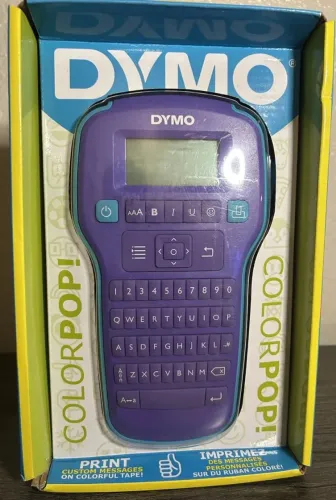 DYMO®
DYMO
AAA B I U
1 2 3 4 5 6 7 8 9 0
Q W E R T Y U I O P
A S D F G H J K L
Z X C V B N M
COLORPOP!
COLORPOP!
PRINT
CUSTOM MESSAGES
ON COLORFUL TAPE!
IMPRIMEZ
DES MESSAGES
PERSONNALISÉS
SUR DU RUBAN COLORÉ!